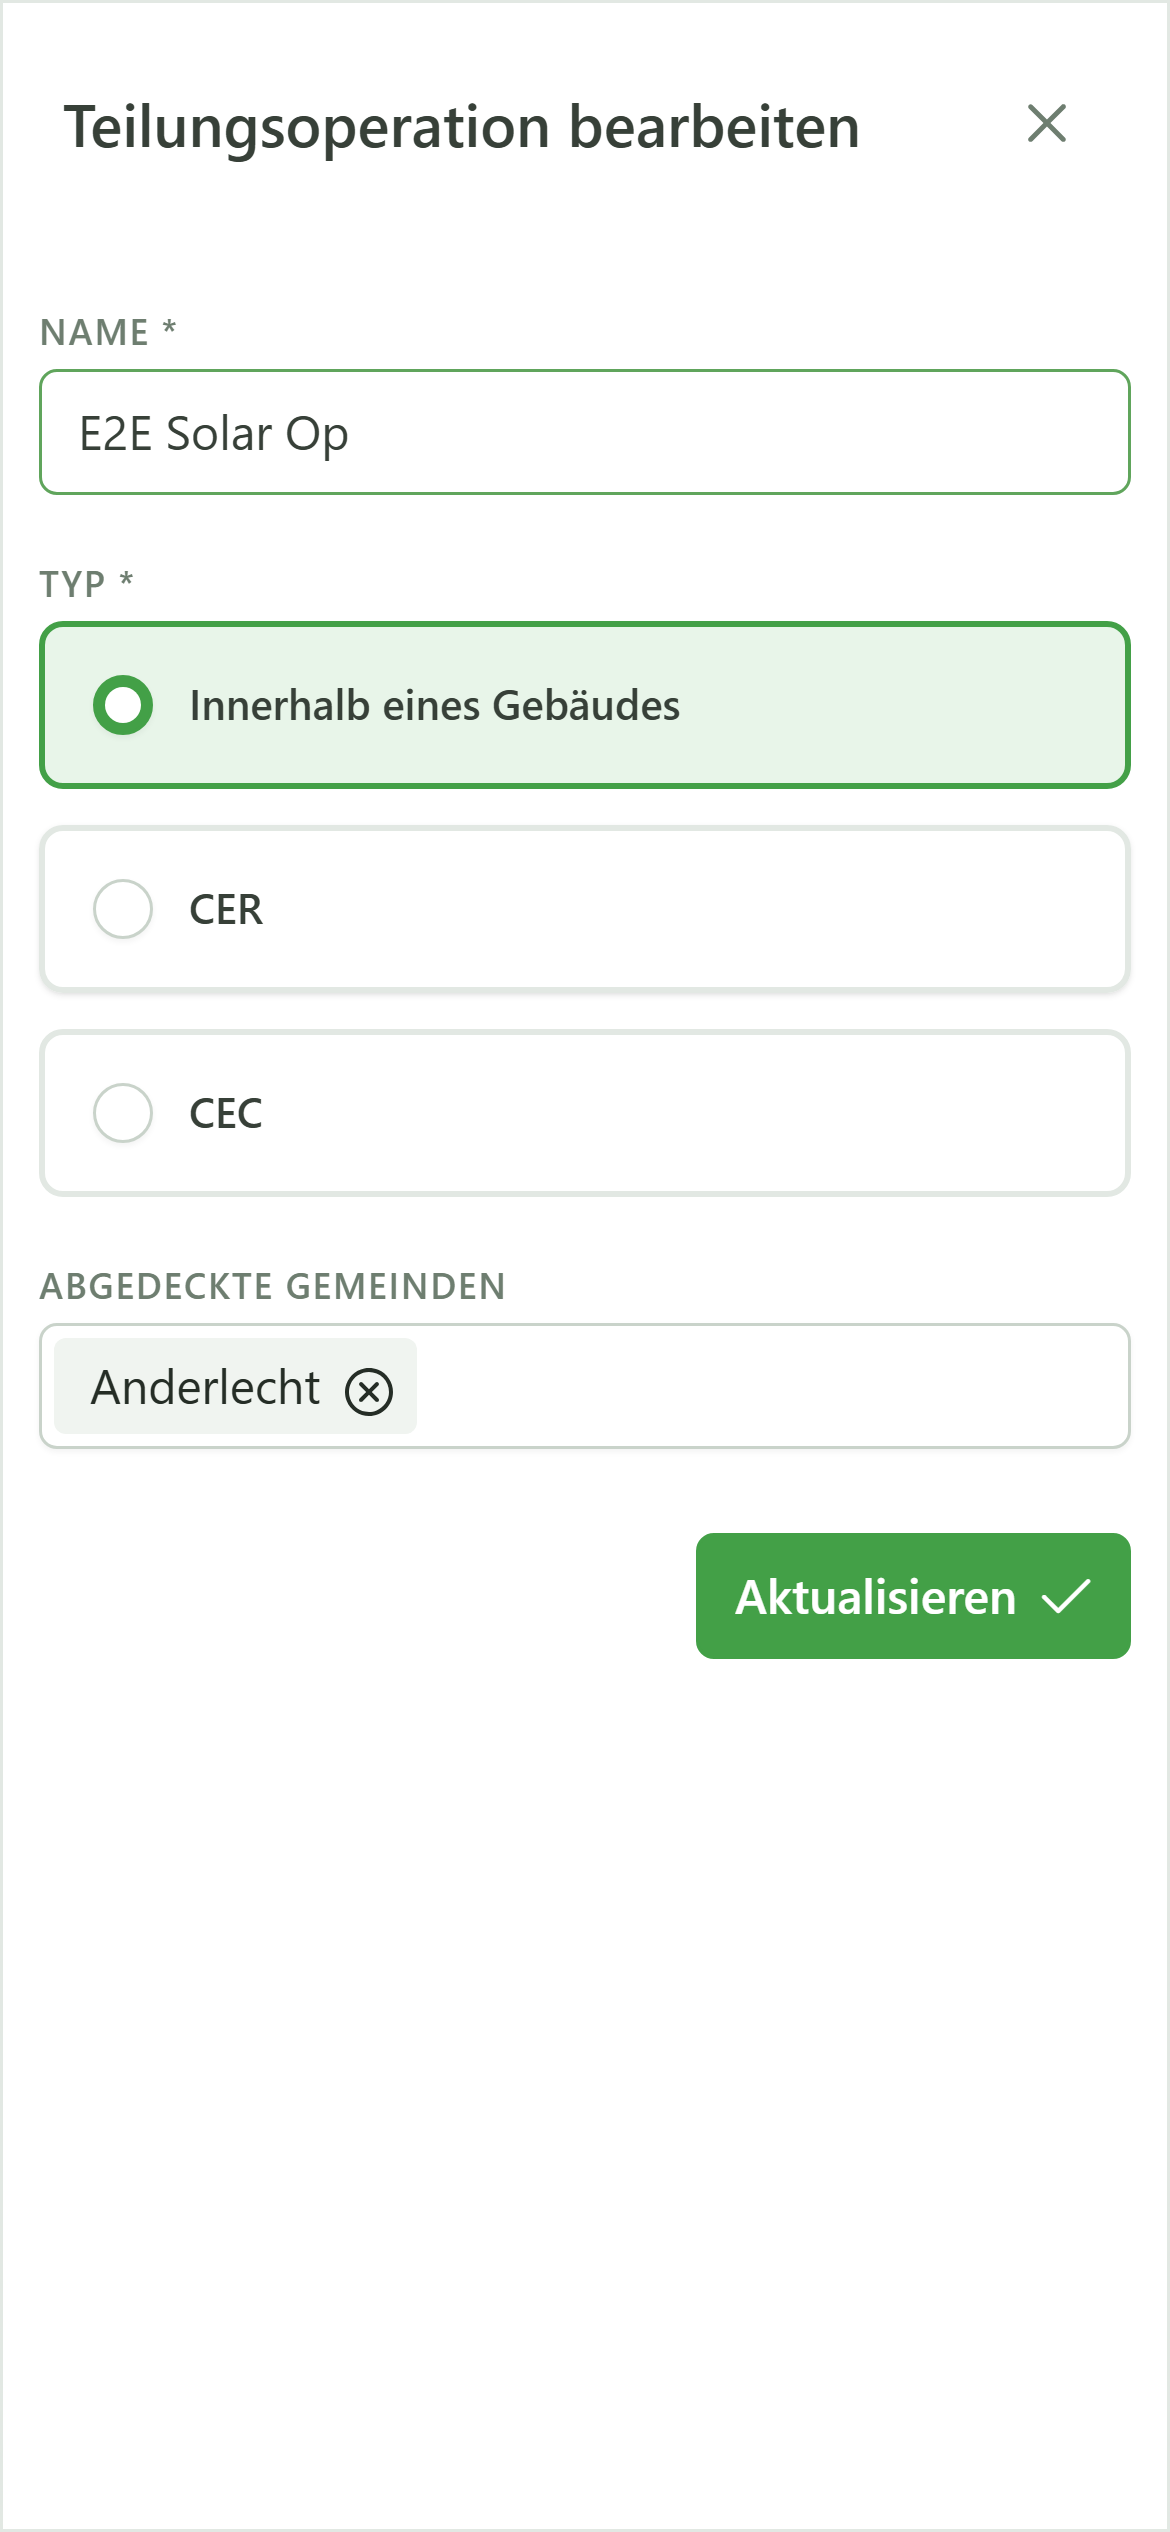 Teilungsoperation bearbeiten
NAME *
E2E Solar Op
TYP *
Innerhalb eines Gebäudes
CER
CEC
ABGEDECKTE GEMEINDEN
Anderlecht
Aktualisieren